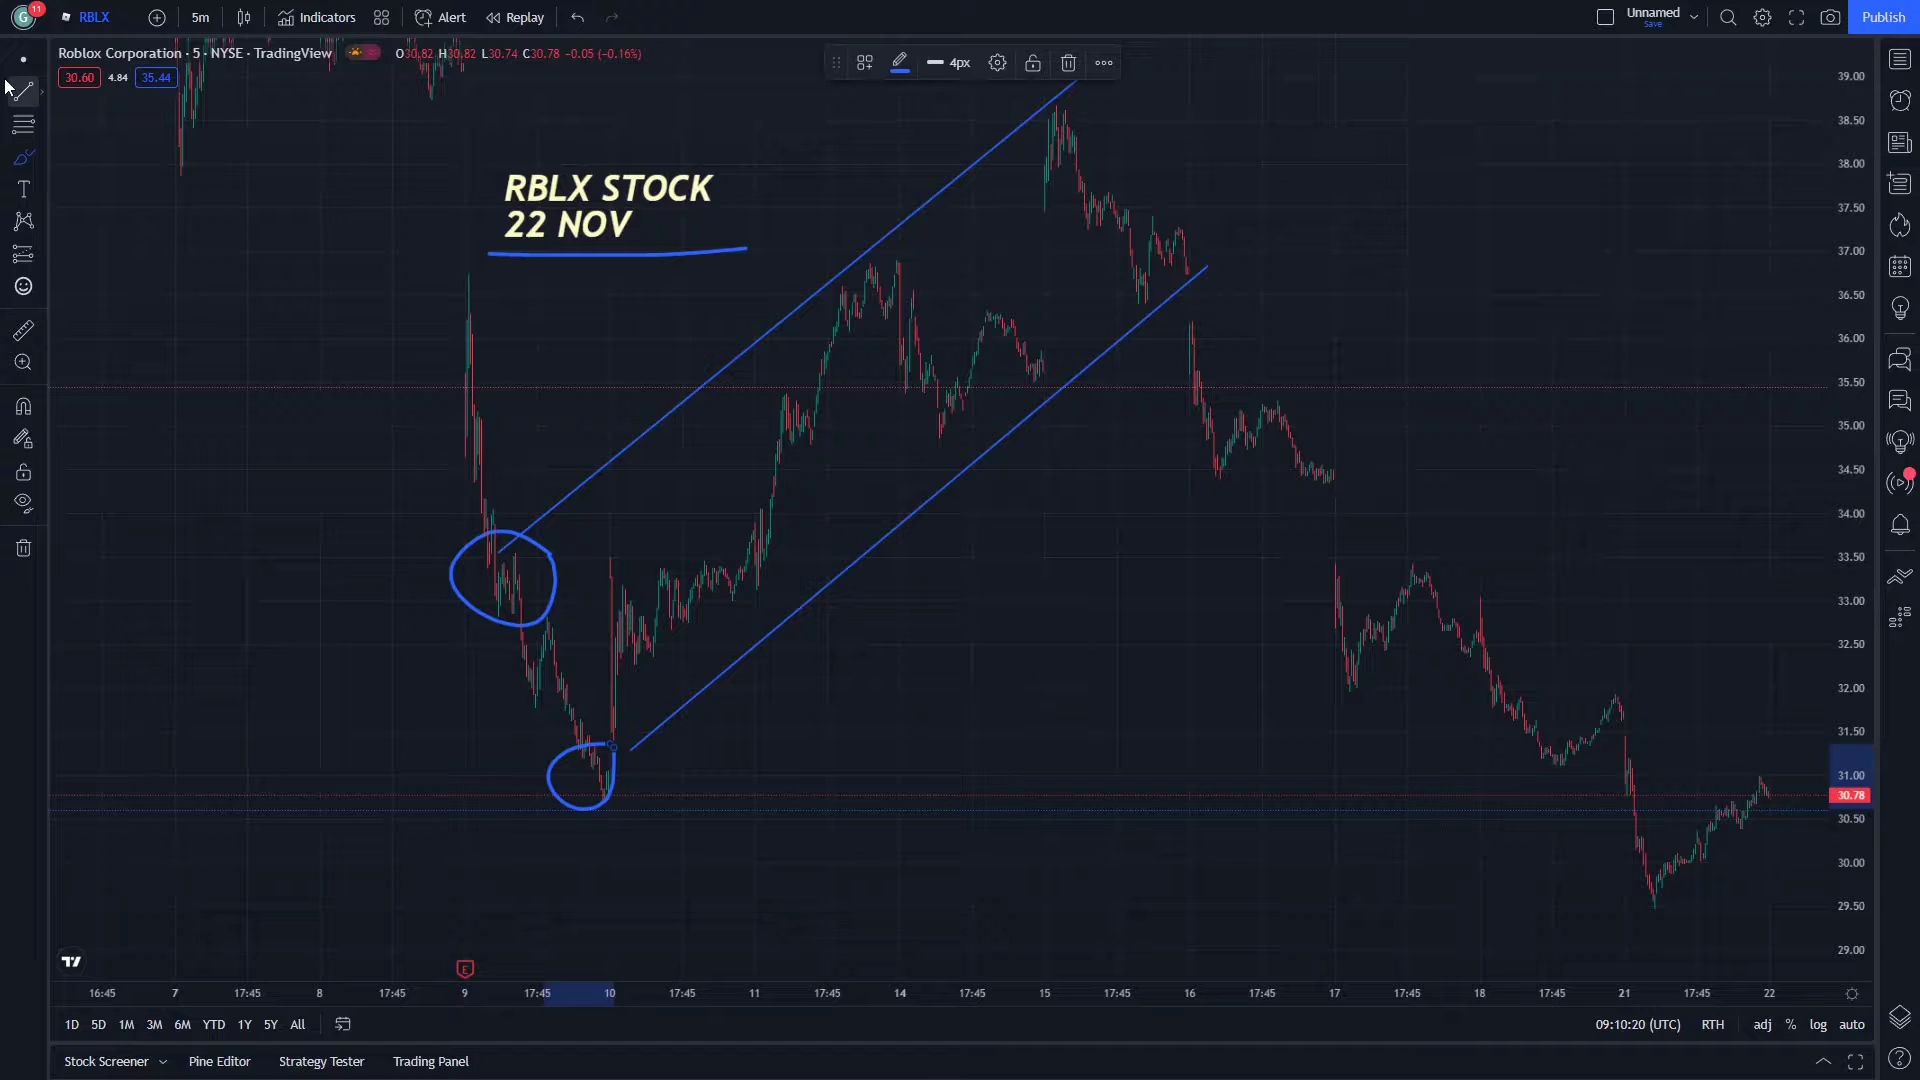 G 11 RBLX 5m Indicators Alert Replay Unnamed Save Publish
Roblox Corporation · 5 · NYSE · TradingView O30.82 H30.82 L30.74 C30.78 -0.05 (-0.16%)
30.60 4.84 35.44
4px
RBLX STOCK
22 NOV
39.00
38.50
38.00
37.50
37.00
36.50
36.00
35.50
35.00
34.50
34.00
33.50
33.00
32.50
32.00
31.50
31.00
30.78
30.50
30.00
29.50
29.00
E
16:45 7 17:45 8 17:45 9 17:45 10 17:45 11 17:45 14 17:45 15 17:45 16 17:45 17 17:45 18 17:45 21 17:45 22
1D 5D 1M 3M 6M YTD 1Y 5Y All 09:10:20 (UTC) RTH adj % log auto
Stock Screener Pine Editor Strategy Tester Trading Panel